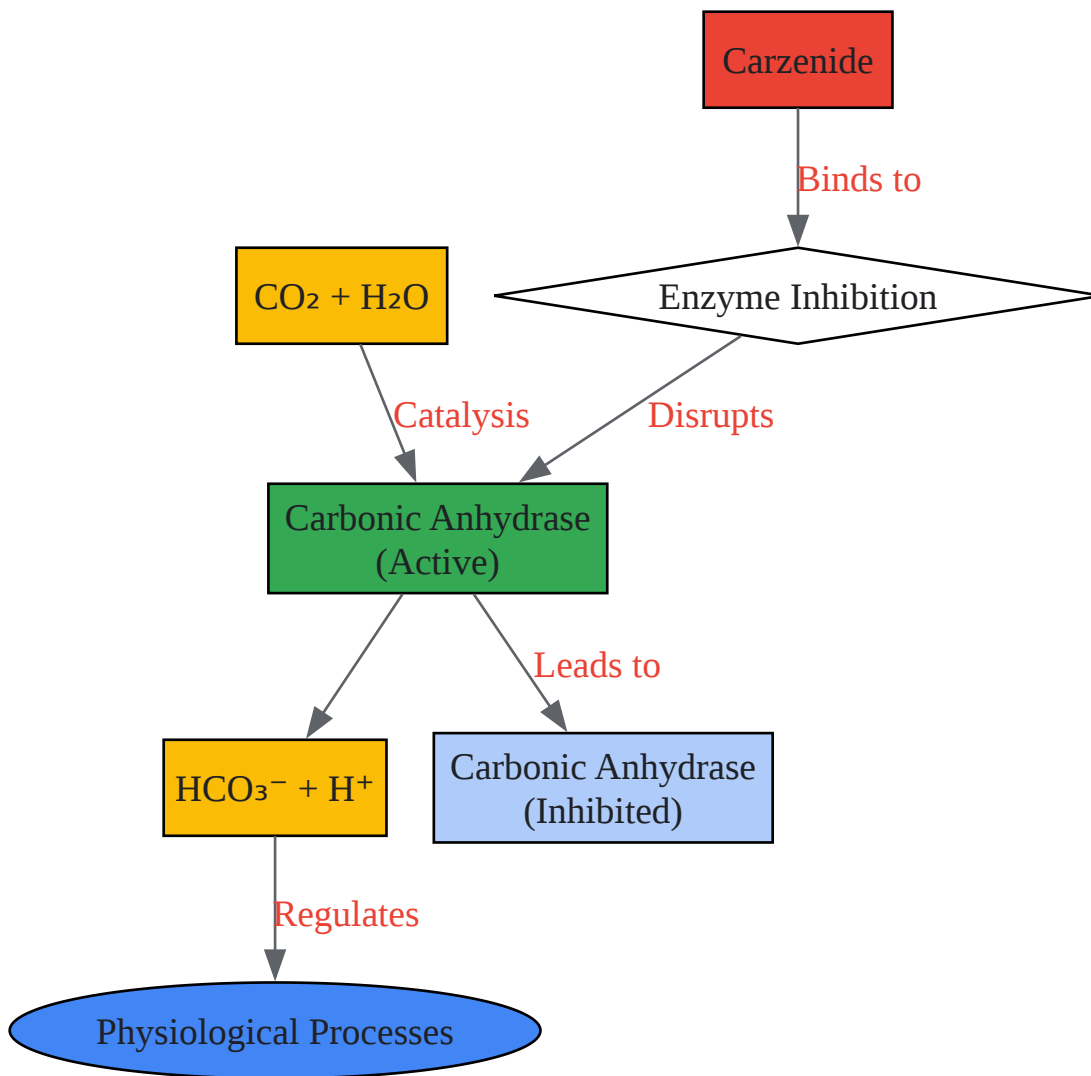 Carzenide
Binds to
CO₂ + H₂O
Enzyme Inhibition
Catalysis
Disrupts
Carbonic Anhydrase
(Active)
Leads to
HCO₃⁻ + H⁺
Carbonic Anhydrase
(Inhibited)
Regulates
Physiological Processes